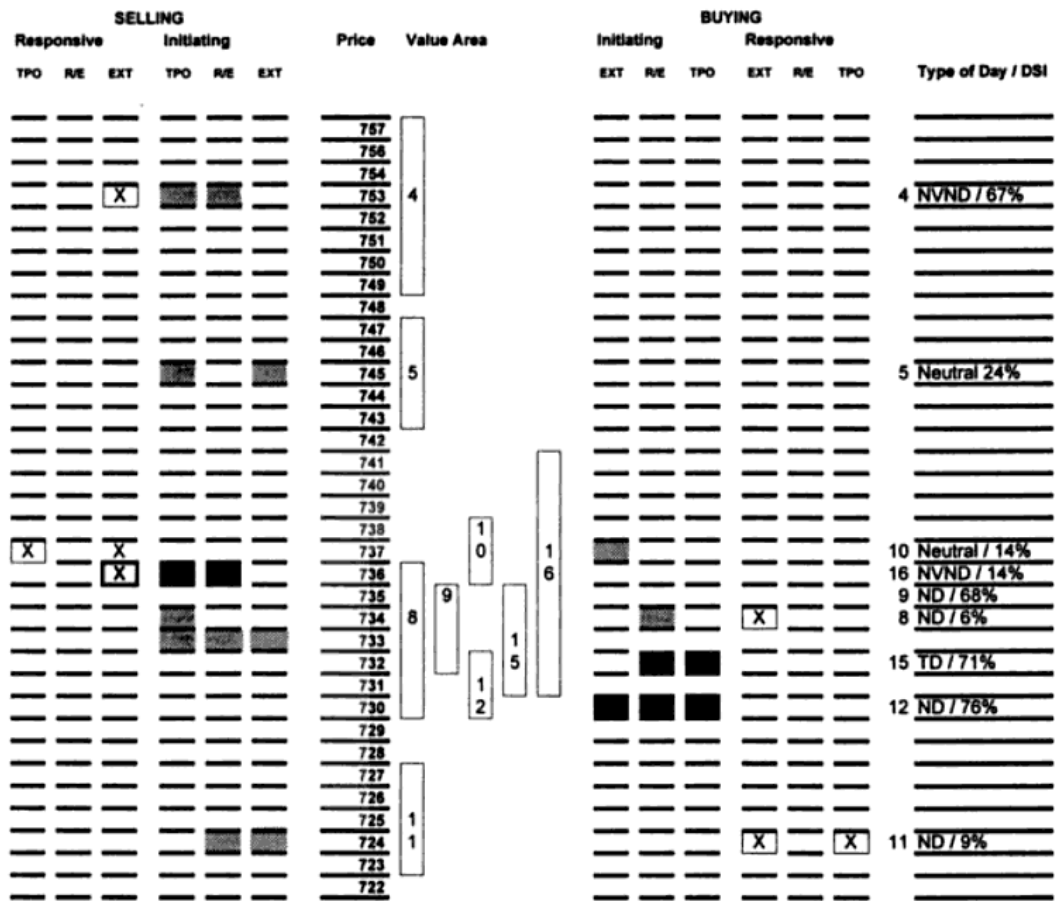 SELLING BUYING
Responsive Initiating Price Value Area Initiating Responsive
TPO R/E EXT TPO R/E EXT EXT R/E TPO EXT R/E TPO Type of Day / DSI
757
756
754
X 753 4 4 NVND / 67%
752
751
750
749
748
747
746
745 5 5 Neutral 24%
744
743
742
741
740
739
738 1
X X 737 0 1 10 Neutral / 14%
X 736 6 16 NVND / 14%
735 9 9 ND / 68%
734 8 X 8 ND / 6%
733 1
732 1 5 15 TD / 71%
731 1
730 2 12 ND / 76%
729
728
727
726
725 1
724 1 X X 11 ND / 9%
723
722